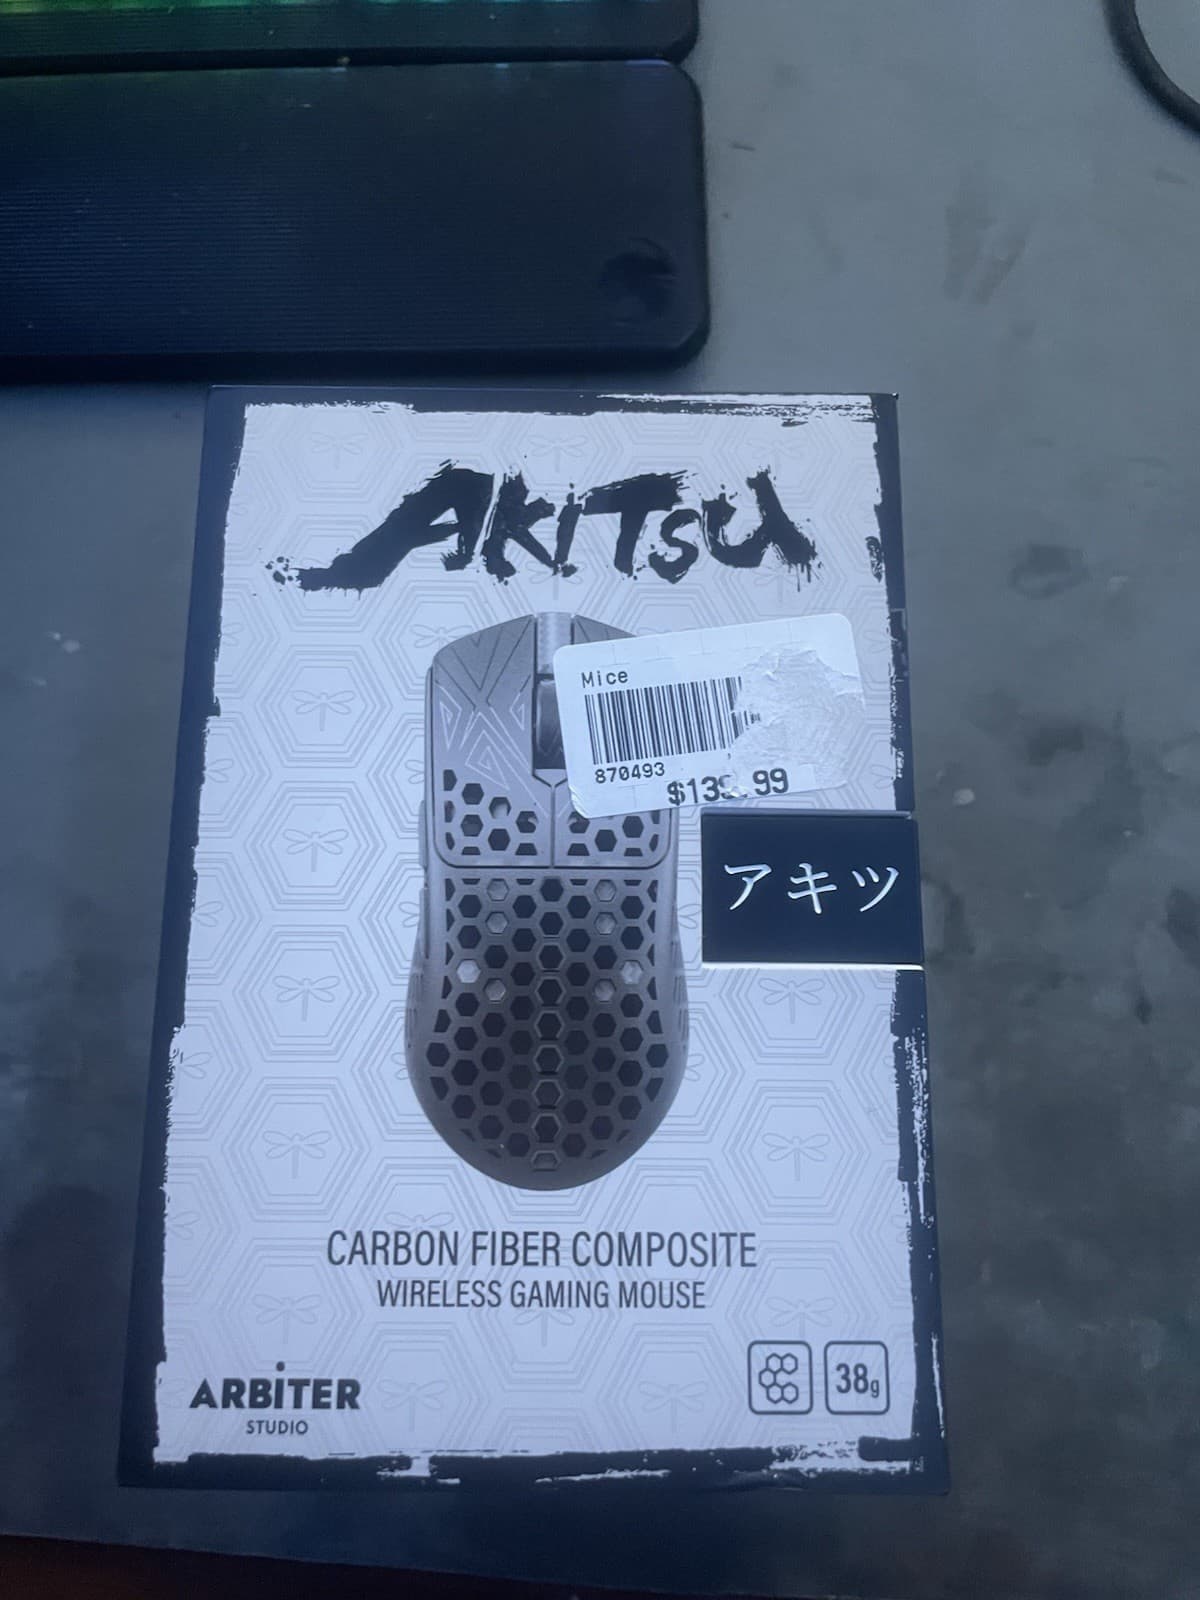 AKITSU
Mice
870493
アキツ
CARBON FIBER COMPOSITE
WIRELESS GAMING MOUSE
ARBITER
STUDIO
38g